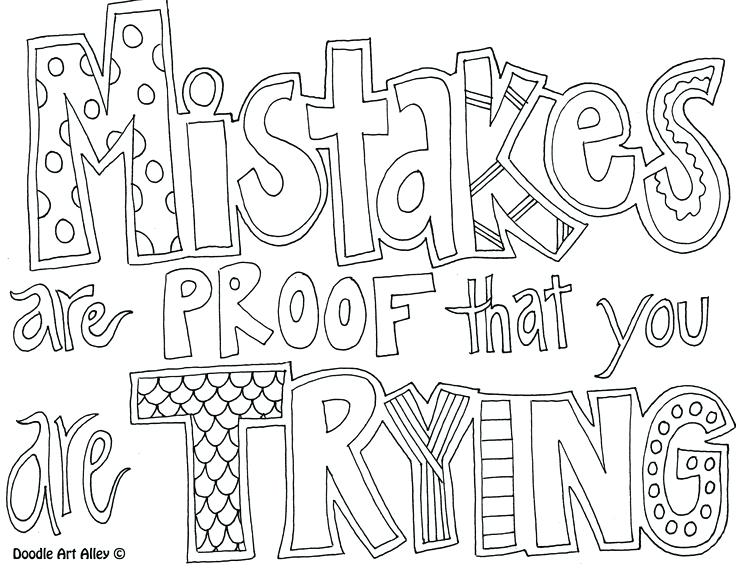 Mistakes
are PROOF that you
are TRYING
Doodle Art Alley ©